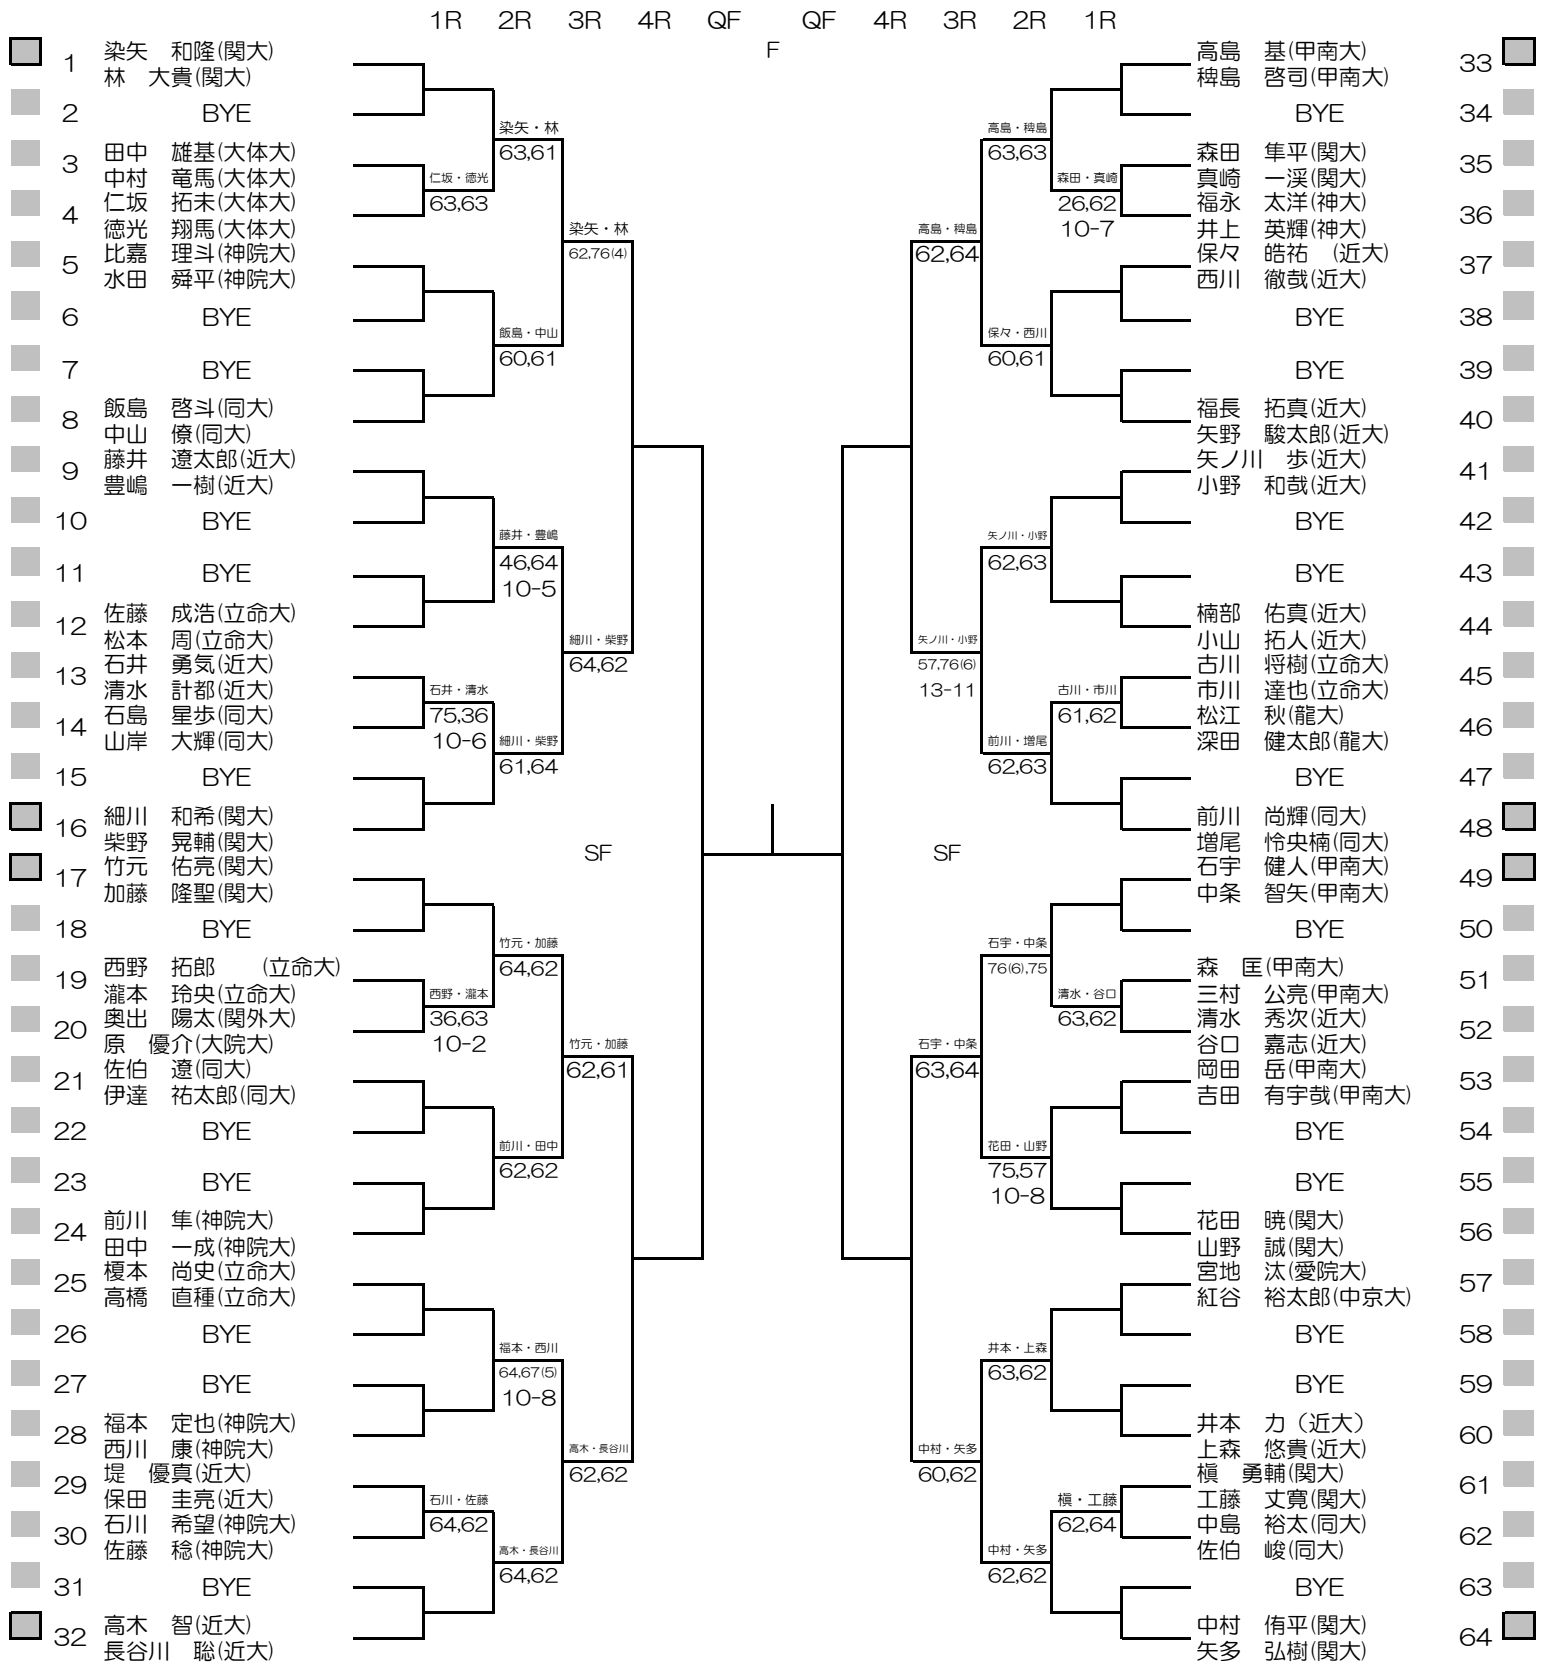 1R 2R 3R 4R QF QF 4R 3R 2R 1R
F
1 染矢 和隆(関大)
林 大貴(関大)
2 BYE
3 田中 雄基(大体大)
中村 竜馬(大体大)
4 仁坂 拓未(大体大)
徳光 翔馬(大体大)
5 比嘉 理斗(神院大)
水田 舜平(神院大)
6 BYE
7 BYE
8 飯島 啓斗(同大)
中山 僚(同大)
9 藤井 遼太郎(近大)
豊嶋 一樹(近大)
10 BYE
11 BYE
12 佐藤 成浩(立命大)
松本 周(立命大)
13 石井 勇気(近大)
清水 計都(近大)
14 石島 星歩(同大)
山岸 大輝(同大)
15 BYE
16 細川 和希(関大)
柴野 晃輔(関大)
17 竹元 佑亮(関大)
加藤 隆聖(関大)
18 BYE
19 西野 拓郎 (立命大)
瀧本 玲央(立命大)
20 奥出 陽太(関外大)
原 優介(大院大)
21 佐伯 遼(同大)
伊達 祐太郎(同大)
22 BYE
23 BYE
24 前川 隼(神院大)
田中 一成(神院大)
25 榎本 尚史(立命大)
高橋 直種(立命大)
26 BYE
27 BYE
28 福本 定也(神院大)
西川 康(神院大)
29 堤 優真(近大)
保田 圭亮(近大)
30 石川 希望(神院大)
佐藤 稔(神院大)
31 BYE
32 高木 智(近大)
長谷川 聡(近大)
仁坂・徳光
63,63
石井・清水
75,36
10-6
西野・瀧本
36,63
10-2
石川・佐藤
64,62
染矢・林
63,61
飯島・中山
60,61
藤井・豊嶋
46,64
10-5
細川・柴野
61,64
竹元・加藤
64,62
前川・田中
62,62
福本・西川
64,67(5)
10-8
高木・長谷川
64,62
染矢・林
62,76(4)
細川・柴野
64,62
竹元・加藤
62,61
高木・長谷川
62,62
SF
SF
高島・稗島
62,64
矢ノ川・小野
57,76(6)
13-11
石宇・中条
63,64
中村・矢多
60,62
高島・稗島
63,63
保々・西川
60,61
矢ノ川・小野
62,63
前川・増尾
62,63
石宇・中条
76(6),75
花田・山野
75,57
10-8
井本・上森
63,62
中村・矢多
62,62
森田・真崎
26,62
10-7
古川・市川
61,62
清水・谷口
63,62
槇・工藤
62,64
高島 基(甲南大) 33
稗島 啓司(甲南大)
BYE 34
森田 隼平(関大) 35
真崎 一渓(関大)
福永 太洋(神大) 36
井上 英輝(神大)
保々 皓祐 (近大) 37
西川 徹哉(近大)
BYE 38
BYE 39
福長 拓真(近大) 40
矢野 駿太郎(近大)
矢ノ川 歩(近大) 41
小野 和哉(近大)
BYE 42
BYE 43
楠部 佑真(近大) 44
小山 拓人(近大)
古川 将樹(立命大) 45
市川 達也(立命大)
松江 秋(龍大) 46
深田 健太郎(龍大)
BYE 47
前川 尚輝(同大) 48
増尾 怜央楠(同大)
石宇 健人(甲南大) 49
中条 智矢(甲南大)
BYE 50
森 匡(甲南大) 51
三村 公亮(甲南大)
清水 秀次(近大) 52
谷口 嘉志(近大)
岡田 岳(甲南大) 53
吉田 有宇哉(甲南大)
BYE 54
BYE 55
花田 暁(関大) 56
山野 誠(関大)
宮地 汰(愛院大) 57
紅谷 裕太郎(中京大)
BYE 58
BYE 59
井本 力（近大） 60
上森 悠貴(近大)
槇 勇輔(関大) 61
工藤 丈寛(関大)
中島 裕太(同大) 62
佐伯 峻(同大)
BYE 63
中村 侑平(関大) 64
矢多 弘樹(関大)